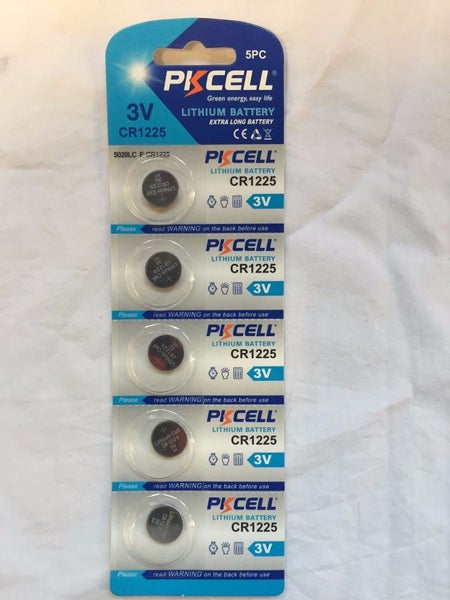 5PC
PKCELL
Green energy, easy life
3V
LITHIUM BATTERY
CR1225
EXTRA LONG BATTERY
CE
5020LC F CR1225
PKCELL
LITHIUM BATTERY
CR1225
3V
Please read WARNING on the back before use
PKCELL
LITHIUM BATTERY
CR1225
3V
Please read WARNING on the back before use
PKCELL
LITHIUM BATTERY
CR1225
3V
Please read WARNING on the back before use
PKCELL
LITHIUM BATTERY
CR1225
3V
Please read WARNING on the back before use
PKCELL
LITHIUM BATTERY
CR1225
3V
Please read WARNING on the back before use